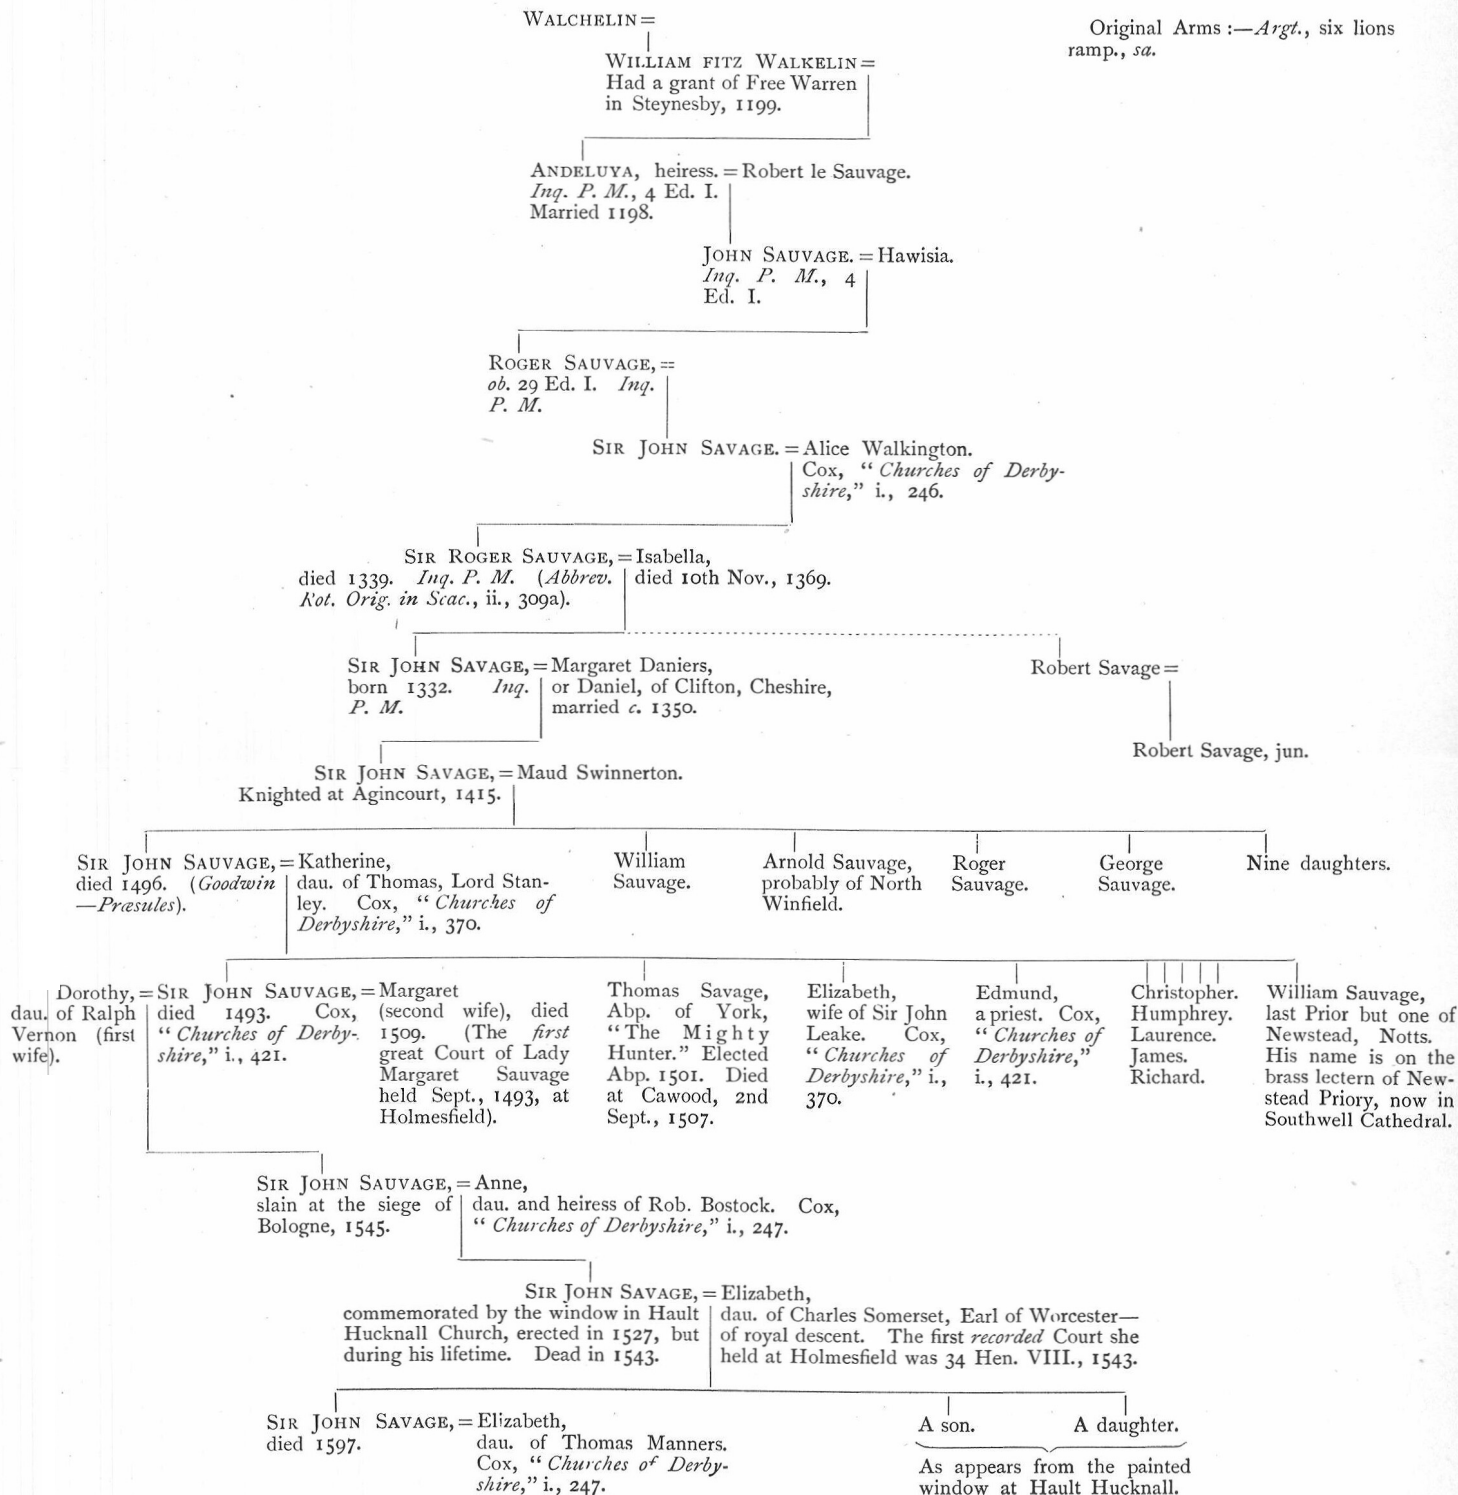 WALCHELIN =
Original Arms :—Argt., six lions
ramp., sa.
WILLIAM FITZ WALKELIN =
Had a grant of Free Warren
in Steynesby, 1199.
ANDELUYA, heiress. = Robert le Sauvage.
Inq. P. M., 4 Ed. I.
Married 1198.
JOHN SAUVAGE. = Hawisia.
Inq. P. M., 4
Ed. I.
ROGER SAUVAGE, =
ob. 29 Ed. I. Inq.
P. M.
SIR JOHN SAVAGE. = Alice Walkington.
Cox, “ Churches of Derby-
shire,” i., 246.
SIR ROGER SAUVAGE, = Isabella,
died 1339. Inq. P. M. (Abbrev.
Rot. Orig. in Scac., ii., 309a).
died 10th Nov., 1369.
SIR JOHN SAVAGE, = Margaret Daniers,
born 1332. Inq.
P. M.
or Daniel, of Clifton, Cheshire,
married c. 1350.
Robert Savage =
Robert Savage, jun.
SIR JOHN SAVAGE, = Maud Swinnerton.
Knighted at Agincourt, 1415.
SIR JOHN SAUVAGE, = Katherine,
died 1496. (Goodwin
—Præsules).
dau. of Thomas, Lord Stan-
ley. Cox, “ Churches of
Derbyshire,” i., 370.
William
Sauvage.
Arnold Sauvage,
probably of North
Winfield.
Roger
Sauvage.
George
Sauvage.
Nine daughters.
Dorothy, = SIR JOHN SAUVAGE, = Margaret
dau. of Ralph
Vernon (first
wife).
died 1493. Cox,
“ Churches of Derby-
shire,” i., 421.
(second wife), died
1509. (The first
great Court of Lady
Margaret Sauvage
held Sept., 1493, at
Holmesfield).
Thomas Savage,
Abp. of York,
“The Mighty
Hunter.” Elected
Abp. 1501. Died
at Cawood, 2nd
Sept., 1507.
Elizabeth,
wife of Sir John
Leake. Cox,
“ Churches of
Derbyshire,” i.,
370.
Edmund,
a priest. Cox,
“ Churches of
Derbyshire,”
i., 421.
Christopher.
Humphrey.
Laurence.
James.
Richard.
William Sauvage,
last Prior but one of
Newstead, Notts.
His name is on the
brass lectern of New-
stead Priory, now in
Southwell Cathedral.
SIR JOHN SAUVAGE, = Anne,
slain at the siege of
Bologne, 1545.
dau. and heiress of Rob. Bostock. Cox,
“ Churches of Derbyshire,” i., 247.
SIR JOHN SAVAGE, = Elizabeth,
commemorated by the window in Hault
Hucknall Church, erected in 1527, but
during his lifetime. Dead in 1543.
dau. of Charles Somerset, Earl of Worcester—
of royal descent. The first recorded Court she
held at Holmesfield was 34 Hen. VIII., 1543.
SIR JOHN SAVAGE, = Elizabeth,
died 1597.
dau. of Thomas Manners.
Cox, “ Churches of Derby-
shire,” i., 247.
A son.
A daughter.
As appears from the painted
window at Hault Hucknall.